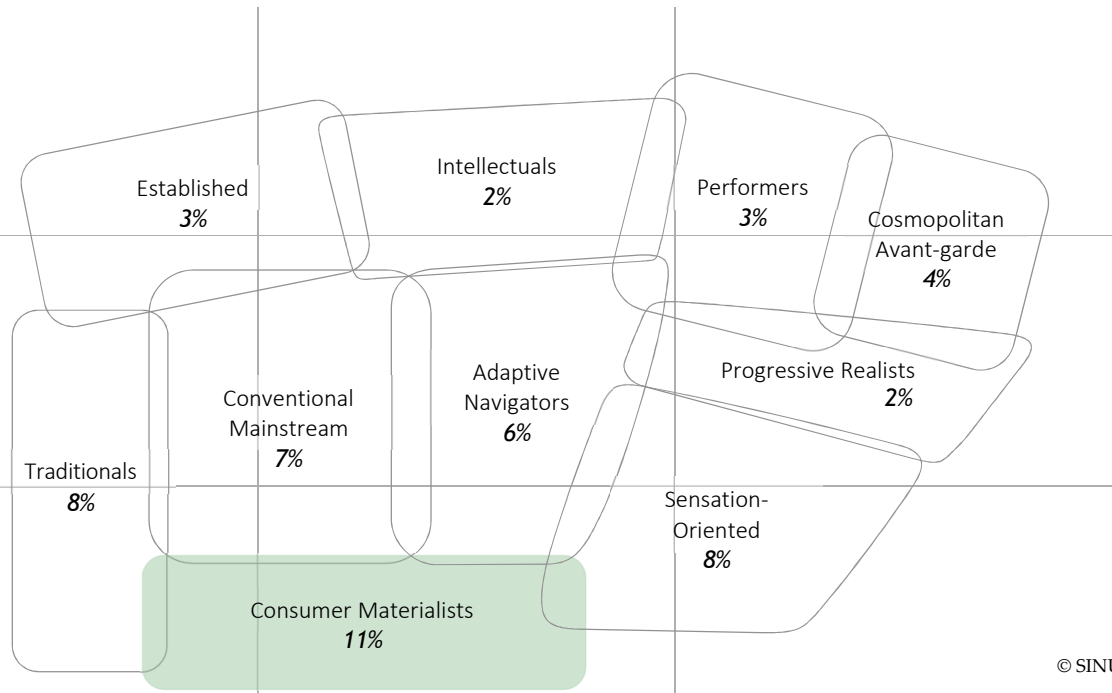 Established
3%
Intellectuals
2%
Performers
3%
Cosmopolitan
Avant-garde
4%
Traditionals
8%
Conventional
Mainstream
7%
Adaptive
Navigators
6%
Progressive Realists
2%
Sensation-
Oriented
8%
Consumer Materialists
11%
© SINU